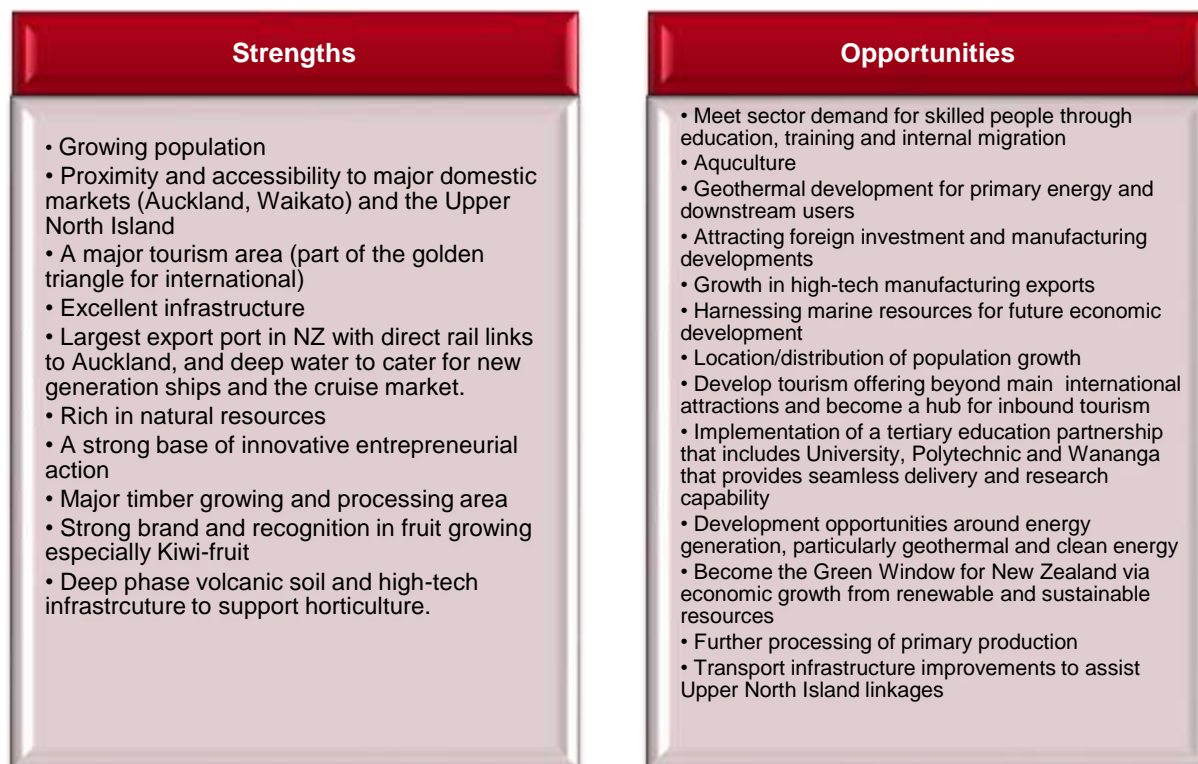 Strengths
• Growing population
• Proximity and accessibility to major domestic
markets (Auckland, Waikato) and the Upper
North Island
• A major tourism area (part of the golden
triangle for international)
• Excellent infrastructure
• Largest export port in NZ with direct rail links
to Auckland, and deep water to cater for new
generation ships and the cruise market.
• Rich in natural resources
• A strong base of innovative entrepreneurial
action
• Major timber growing and processing area
• Strong brand and recognition in fruit growing
especially Kiwi-fruit
• Deep phase volcanic soil and high-tech
infrastrcuture to support horticulture.
Opportunities
• Meet sector demand for skilled people through
education, training and internal migration
• Aquculture
• Geothermal development for primary energy and
downstream users
• Attracting foreign investment and manufacturing
developments
• Growth in high-tech manufacturing exports
• Harnessing marine resources for future economic
development
• Location/distribution of population growth
• Develop tourism offering beyond main international
attractions and become a hub for inbound tourism
• Implementation of a tertiary education partnership
that includes University, Polytechnic and Wananga
that provides seamless delivery and research
capability
• Development opportunities around energy
generation, particularly geothermal and clean energy
• Become the Green Window for New Zealand via
economic growth from renewable and sustainable
resources
• Further processing of primary production
• Transport infrastructure improvements to assist
Upper North Island linkages